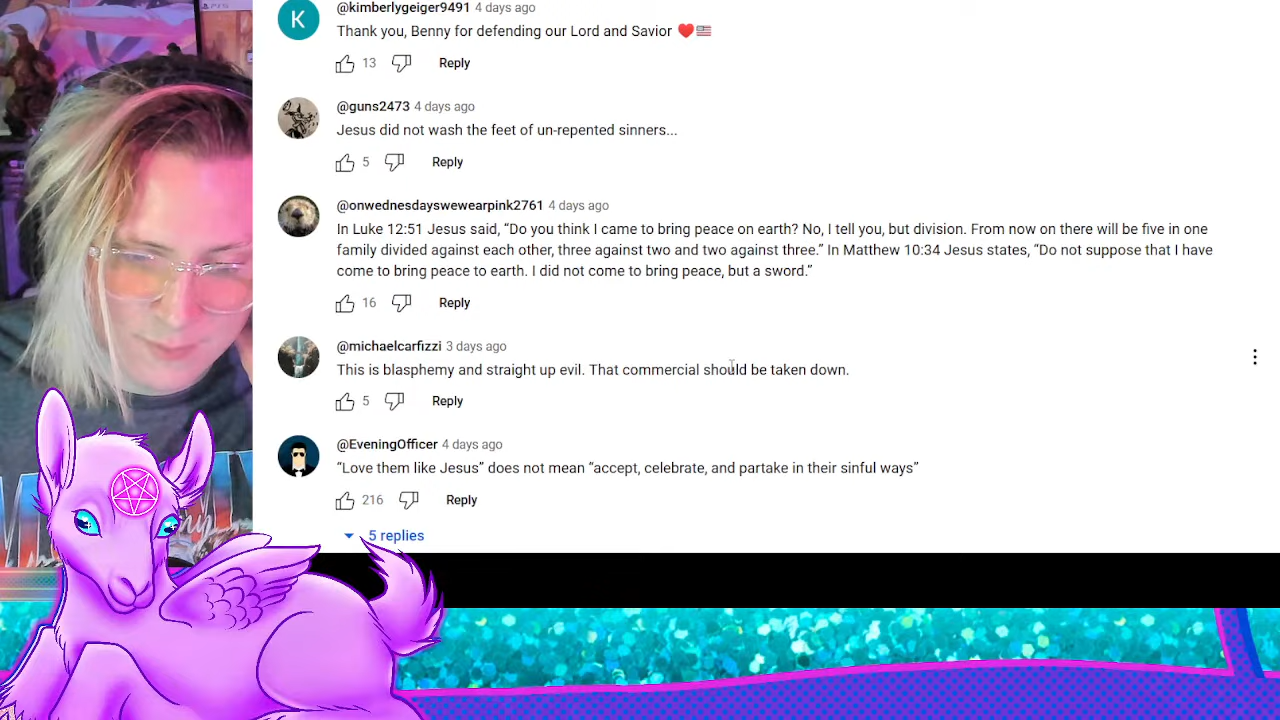 @kimberlygeiger9491 4 days ago
Thank you, Benny for defending our Lord and Savior ❤️🇺🇸
13 Reply
@guns2473 4 days ago
Jesus did not wash the feet of un-repented sinners...
5 Reply
@onwednesdayswewearpink2761 4 days ago
In Luke 12:51 Jesus said, “Do you think I came to bring peace on earth? No, I tell you, but division. From now on there will be five in one
family divided against each other, three against two and two against three.” In Matthew 10:34 Jesus states, “Do not suppose that I have
come to bring peace to earth. I did not come to bring peace, but a sword.”
16 Reply
@michaelcarfizzi 3 days ago
This is blasphemy and straight up evil. That commercial should be taken down.
5 Reply
@EveningOfficer 4 days ago
“Love them like Jesus” does not mean “accept, celebrate, and partake in their sinful ways”
216 Reply
5 replies
K